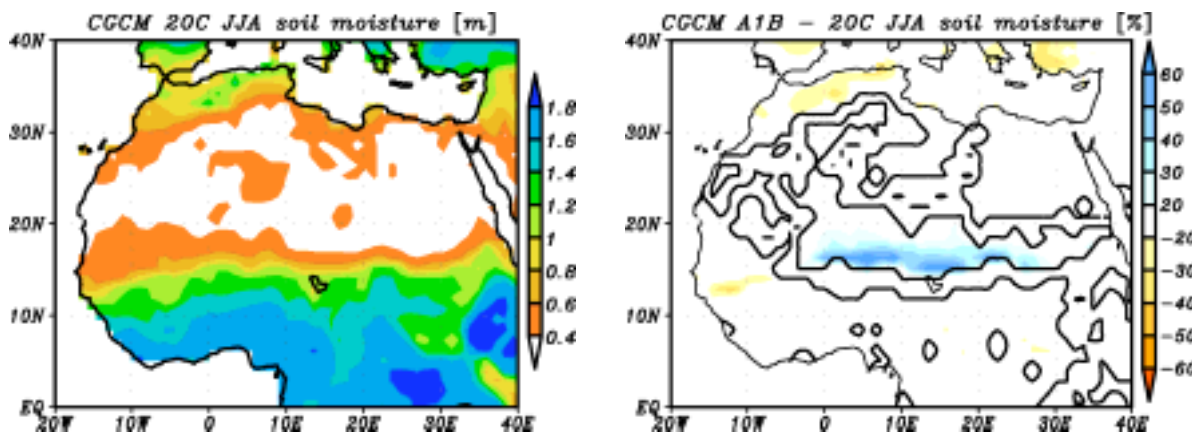 CGCM 20C JJA soil moisture [m]
40N
30N
20N
10N
EQ
20W
10W
0
10E
20E
30E
40E
1.8
1.6
1.4
1.2
1
0.8
0.6
0.4
CGCM A1B - 20C JJA soil moisture [%]
40N
30N
20N
10N
EQ
20W
10W
0
10E
20E
30E
40E
60
50
40
30
20
-20
-30
-40
-50
-60